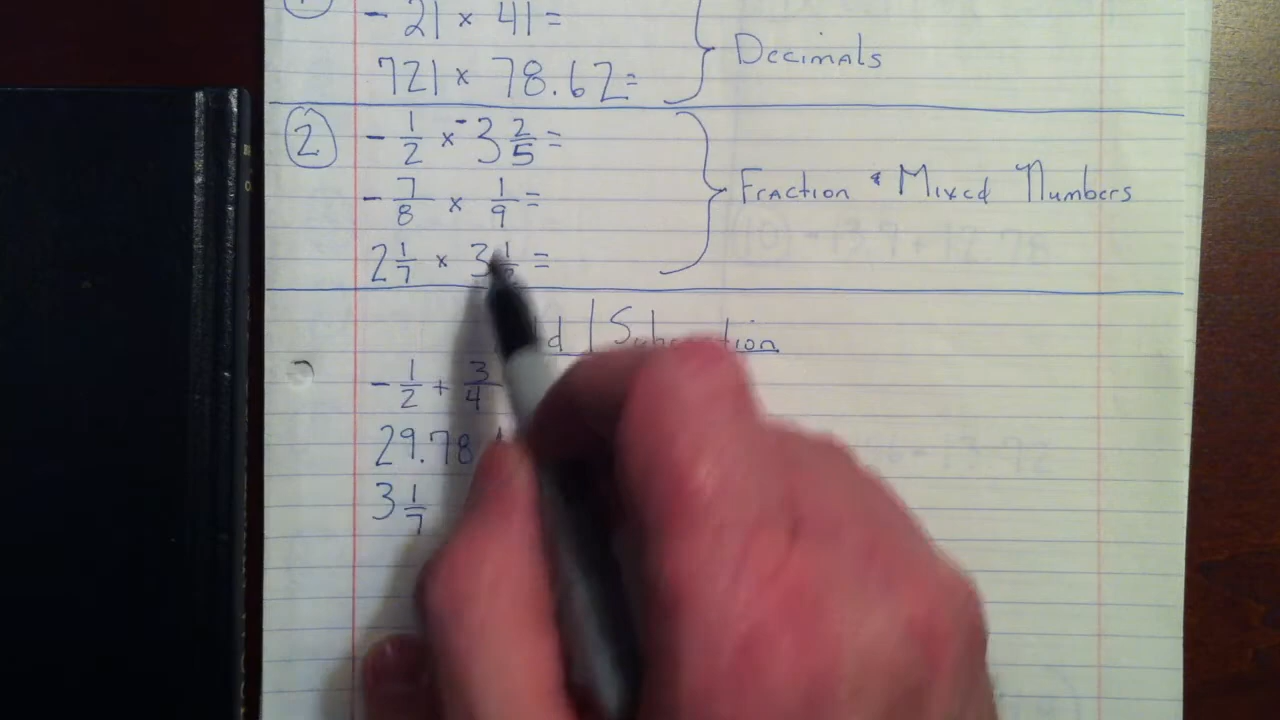 - 21 × 41 =
721 × 78.62 =
Decimals
2
- 1/2 × -3 2/5 =
- 7/8 × 1/9 =
2 1/7 × 3
=
Fraction & Mixed Numbers
- 1/2 + 3/4
29.78
3 1/7